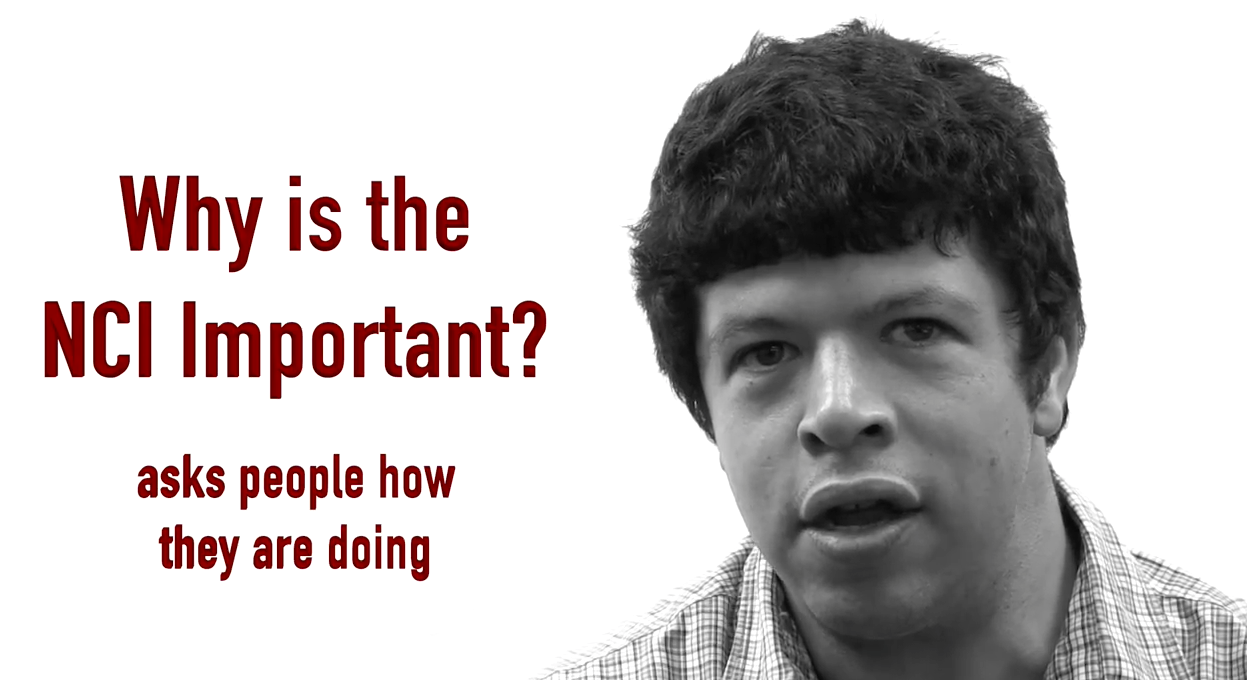 Why is the
NCI Important?
asks people how
they are doing